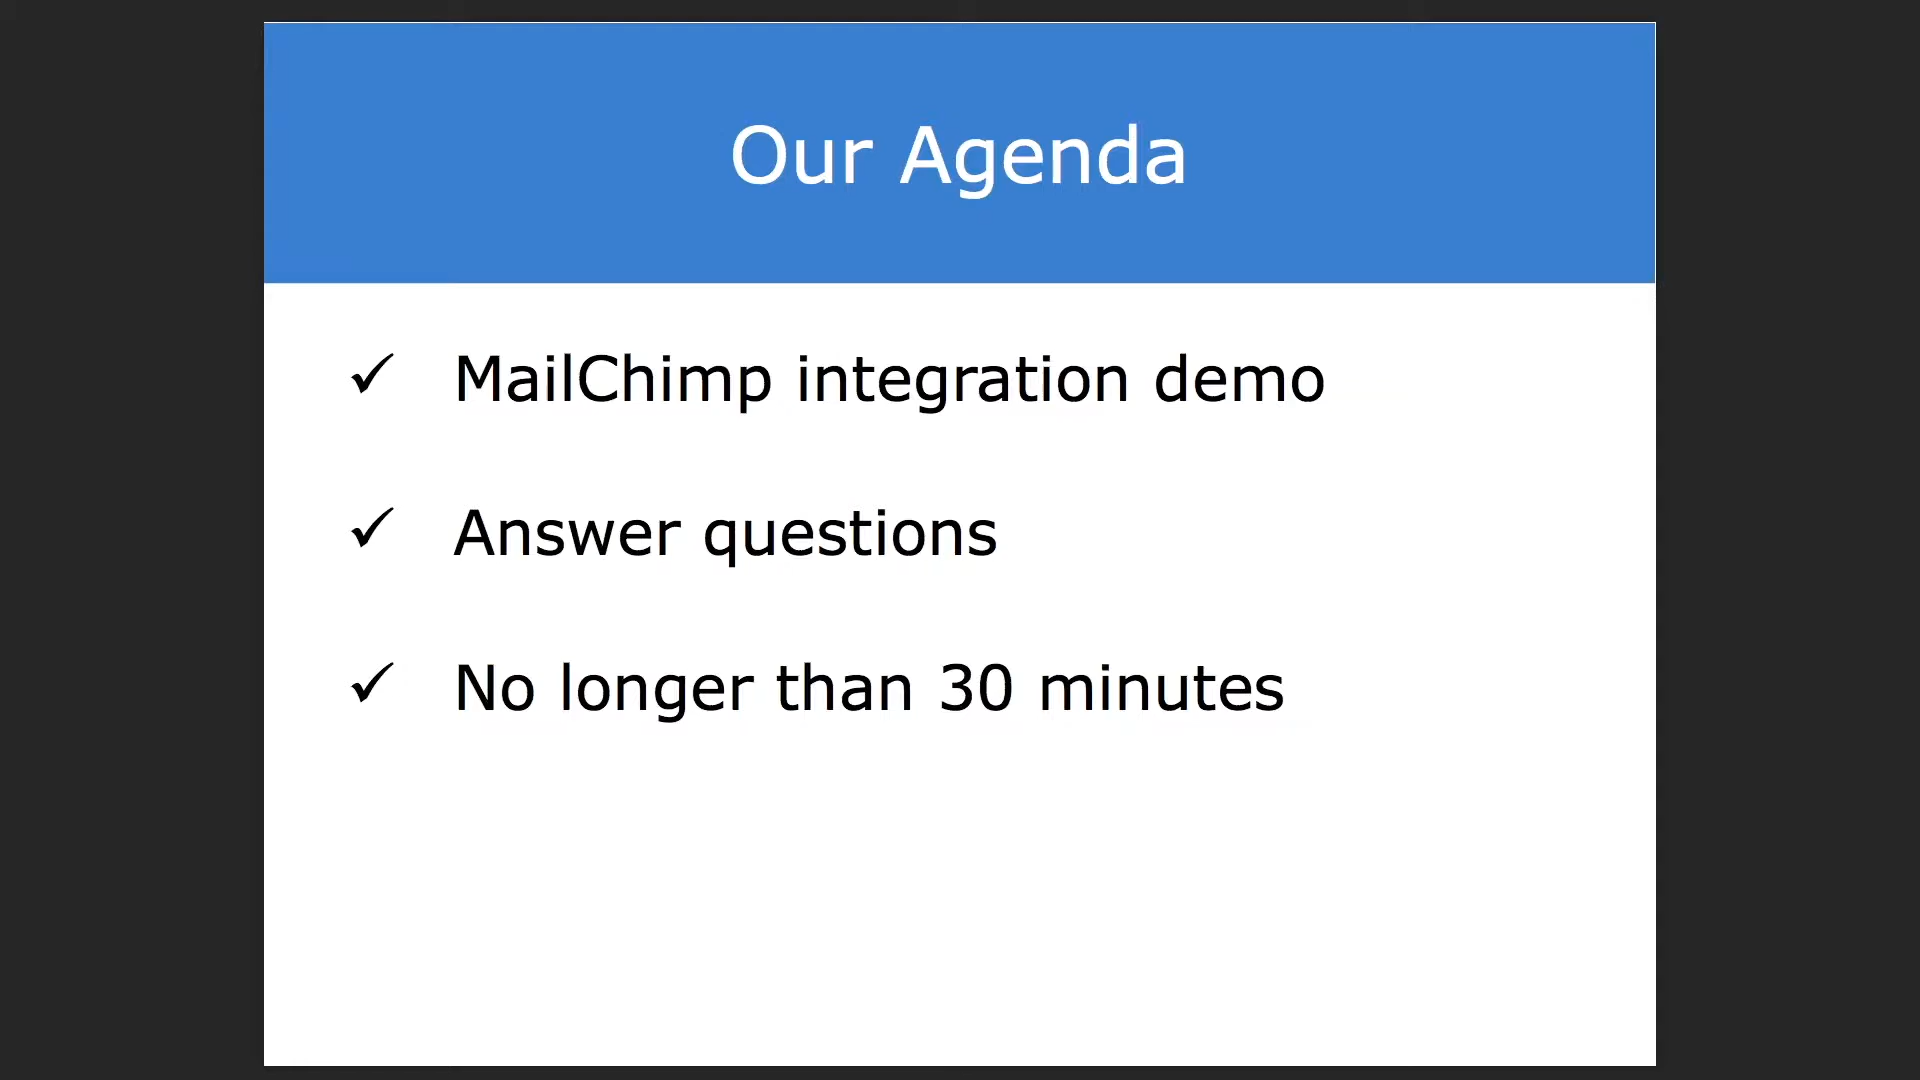 Our Agenda
✓ MailChimp integration demo
✓ Answer questions
✓ No longer than 30 minutes